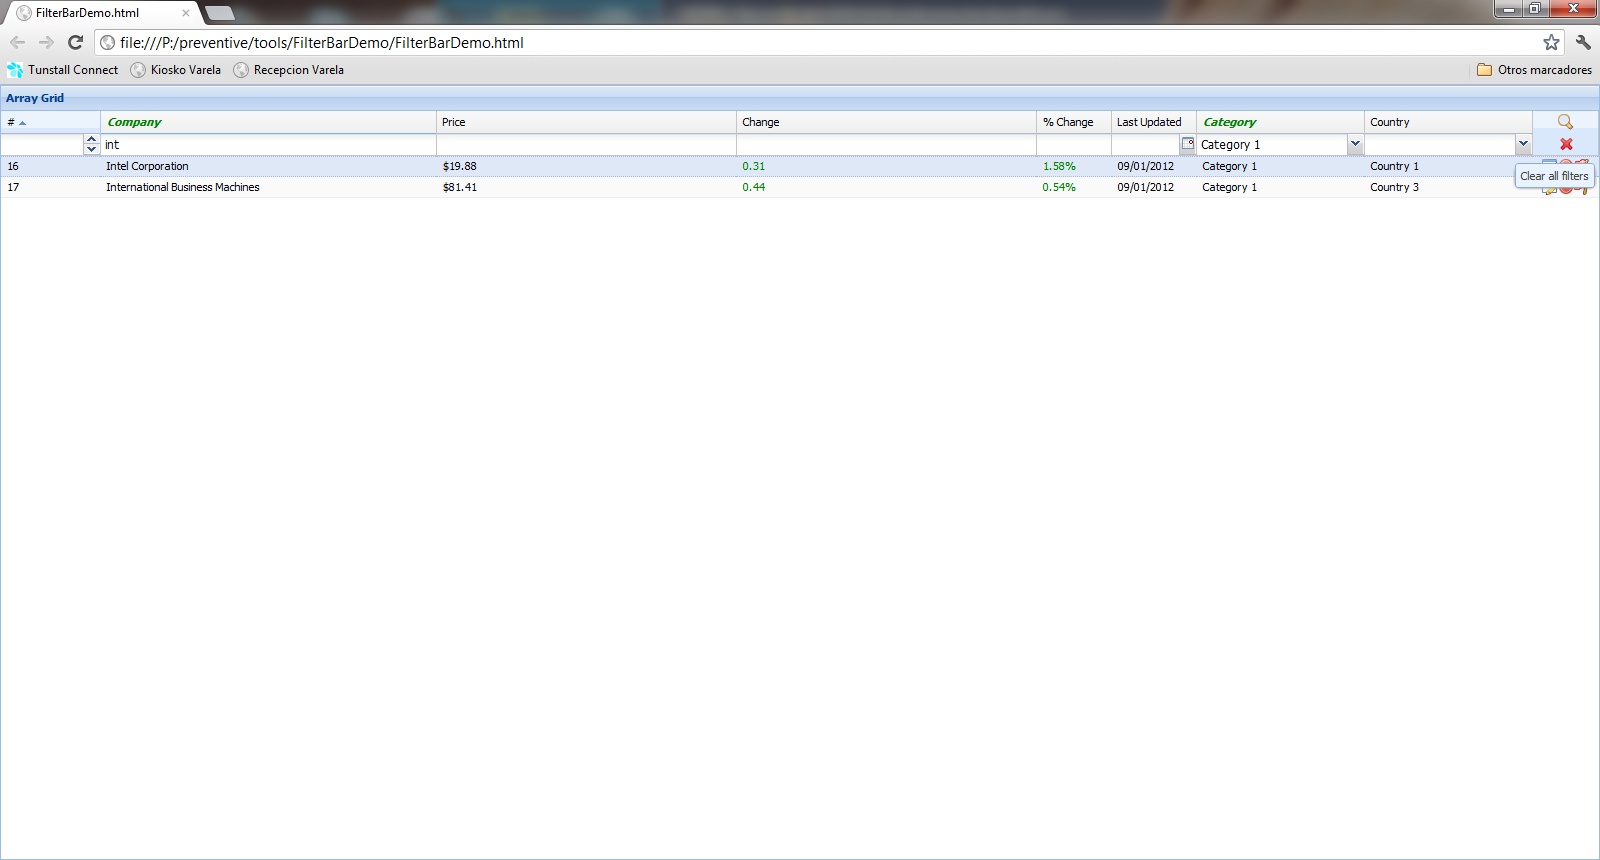 FilterBarDemo.html
file:///P:/preventive/tools/FilterBarDemo/FilterBarDemo.html
Tunstall Connect Kiosko Varela Recepcion Varela Otros marcadores
Array Grid
# Company Price Change % Change Last Updated Category Country
int Category 1
16 Intel Corporation $19.88 0.31 1.58% 09/01/2012 Category 1 Country 1
Clear all filters
17 International Business Machines $81.41 0.44 0.54% 09/01/2012 Category 1 Country 3